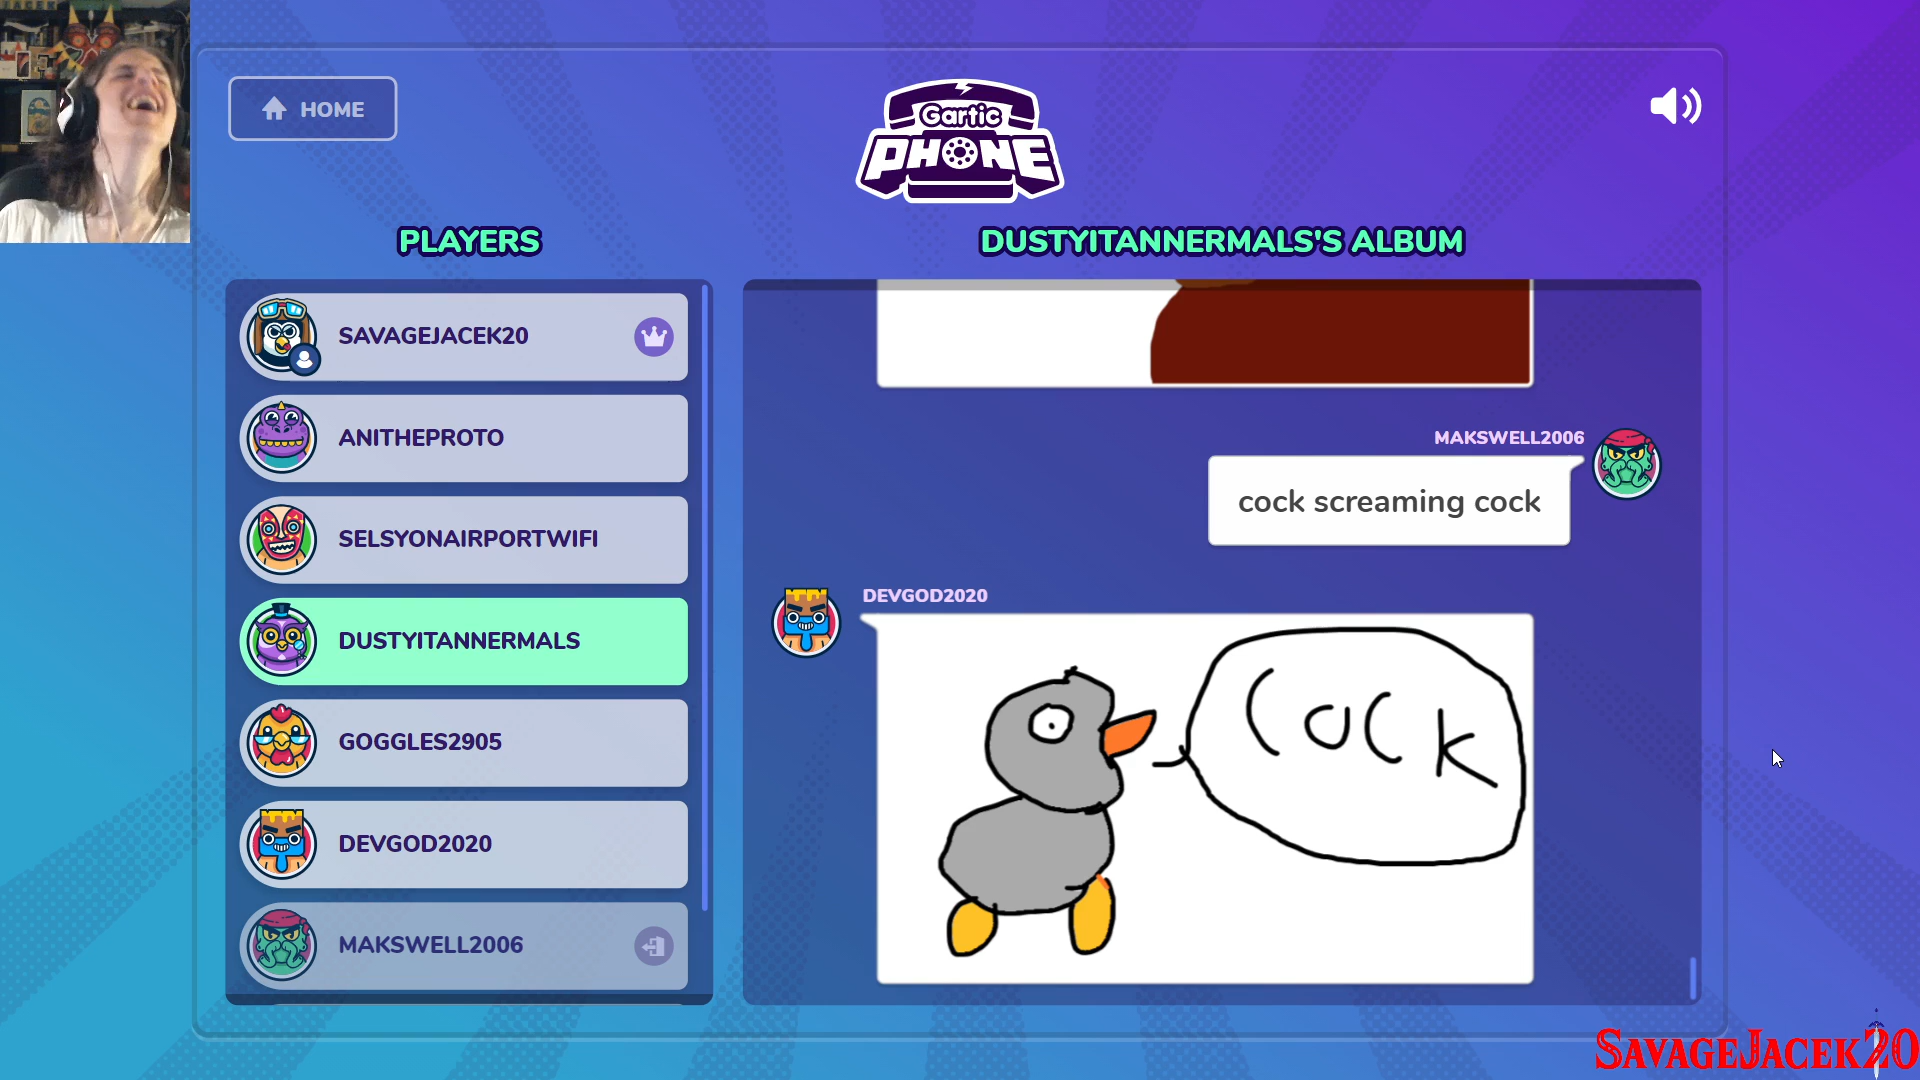 HOME
Gartic
PHONE
PLAYERS
DUSTYITANNERMALS'S ALBUM
SAVAGEJACEK20
ANITHEPROTO
SELSYONAIRPORTWIFI
DUSTYITANNERMALS
GOGGLES2905
DEVGOD2020
MAKSWELL2006
MAKSWELL2006
cock screaming cock
DEVGOD2020
COCK
SAVAGEJACEK20